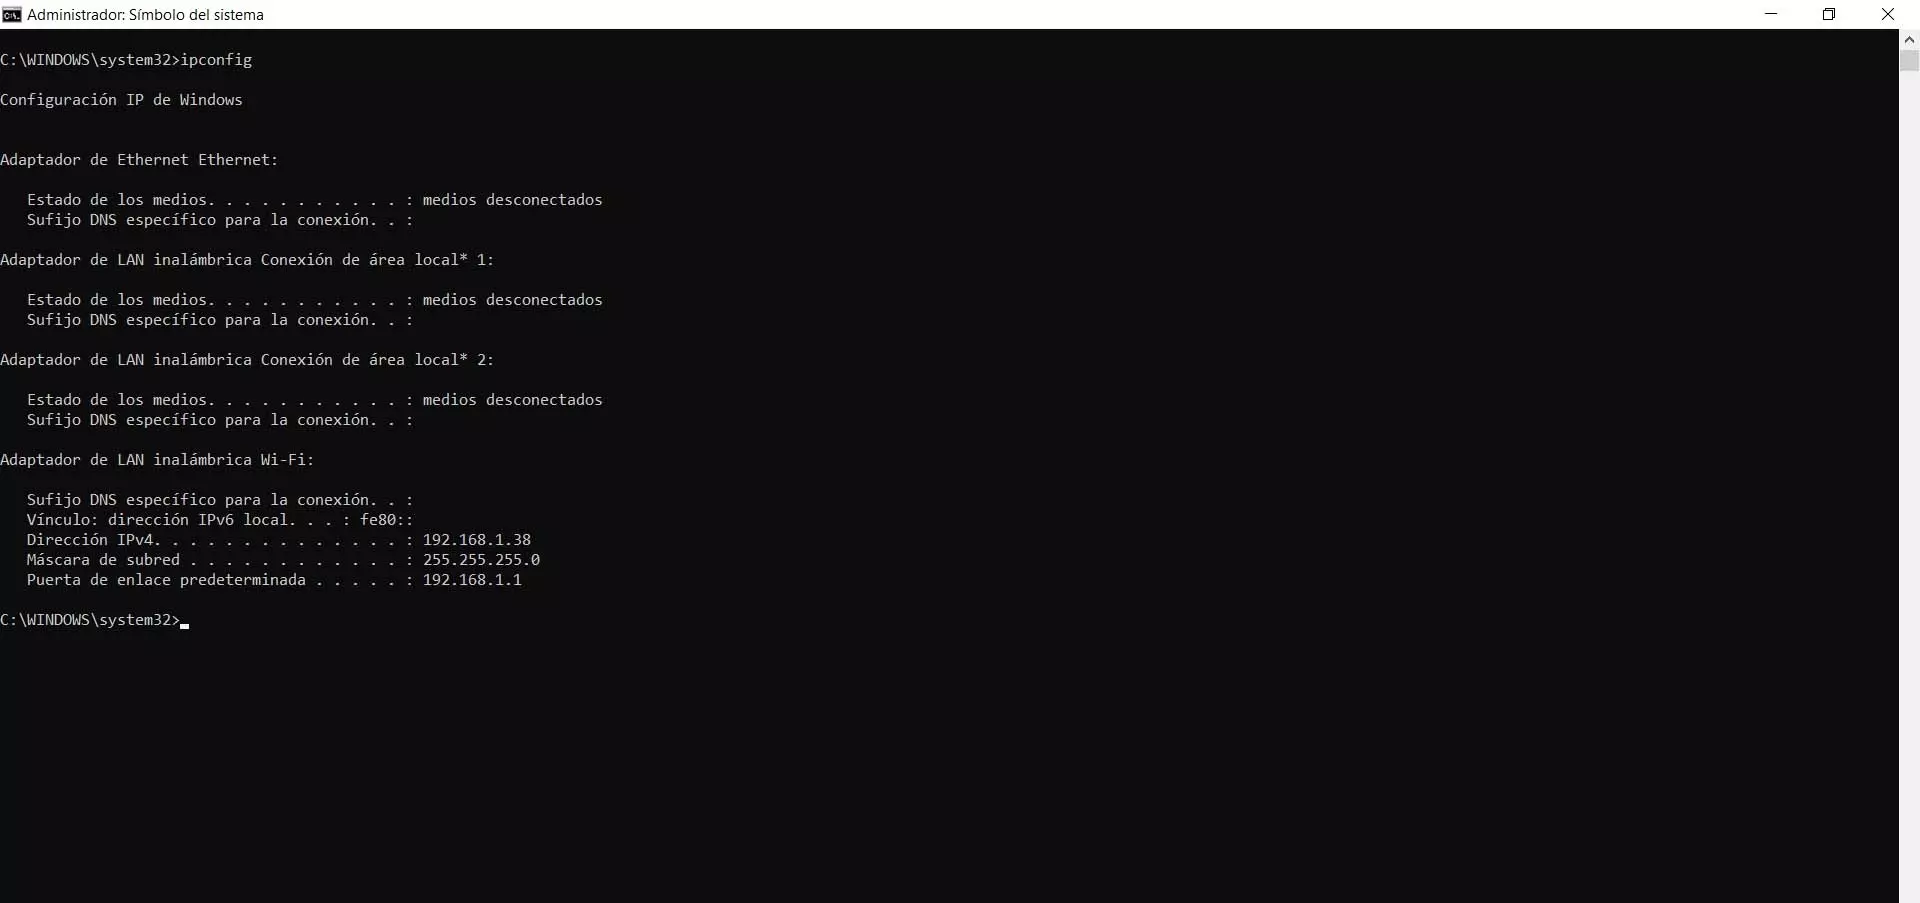 Administrador: Símbolo del sistema
C:\WINDOWS\system32>ipconfig
Configuración IP de Windows
Adaptador de Ethernet Ethernet:
Estado de los medios. . . . . . . . . . . : medios desconectados
Sufijo DNS específico para la conexión. . :
Adaptador de LAN inalámbrica Conexión de área local* 1:
Estado de los medios. . . . . . . . . . . : medios desconectados
Sufijo DNS específico para la conexión. . :
Adaptador de LAN inalámbrica Conexión de área local* 2:
Estado de los medios. . . . . . . . . . . : medios desconectados
Sufijo DNS específico para la conexión. . :
Adaptador de LAN inalámbrica Wi-Fi:
Sufijo DNS específico para la conexión. . :
Vínculo: dirección IPv6 local. . . : fe80::
Dirección IPv4. . . . . . . . . . . . . . : 192.168.1.38
Máscara de subred . . . . . . . . . . . . : 255.255.255.0
Puerta de enlace predeterminada . . . . . : 192.168.1.1
C:\WINDOWS\system32>